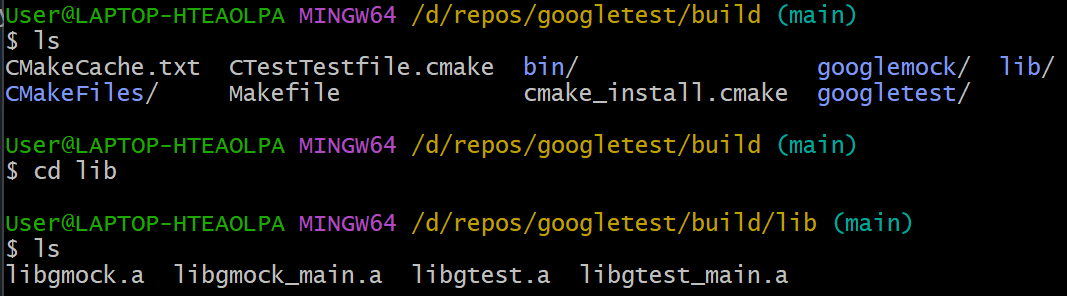 User@LAPTOP-HTEAOLPA MINGW64 /d/repos/googletest/build (main)
$ ls
CMakeCache.txt  CTestTestfile.cmake  bin/                 googlemock/  lib/
CMakeFiles/     Makefile             cmake_install.cmake  googletest/
User@LAPTOP-HTEAOLPA MINGW64 /d/repos/googletest/build (main)
$ cd lib
User@LAPTOP-HTEAOLPA MINGW64 /d/repos/googletest/build/lib (main)
$ ls
libgmock.a  libgmock_main.a  libgtest.a  libgtest_main.a